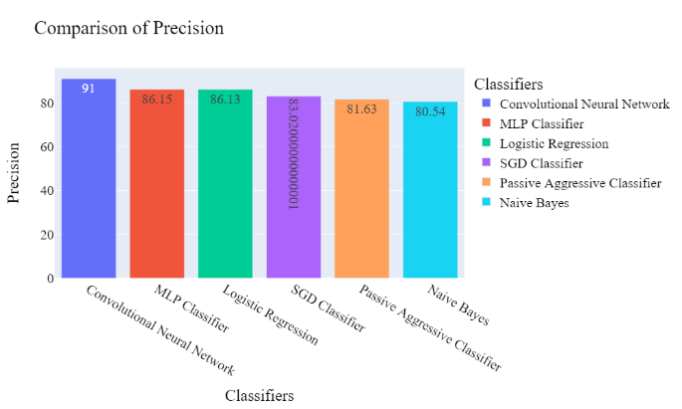 Comparison of Precision
Classifiers
Convolutional Neural Network
MLP Classifier
Logistic Regression
SGD Classifier
Passive Aggressive Classifier
Naive Bayes
Precision
80
60
40
20
0
91
86.15
86.13
83.02000000000001
81.63
80.54
Convolutional Neural Network
MLP Classifier
Logistic Regression
SGD Classifier
Passive Aggressive Classifier
Naive Bayes
Classifiers